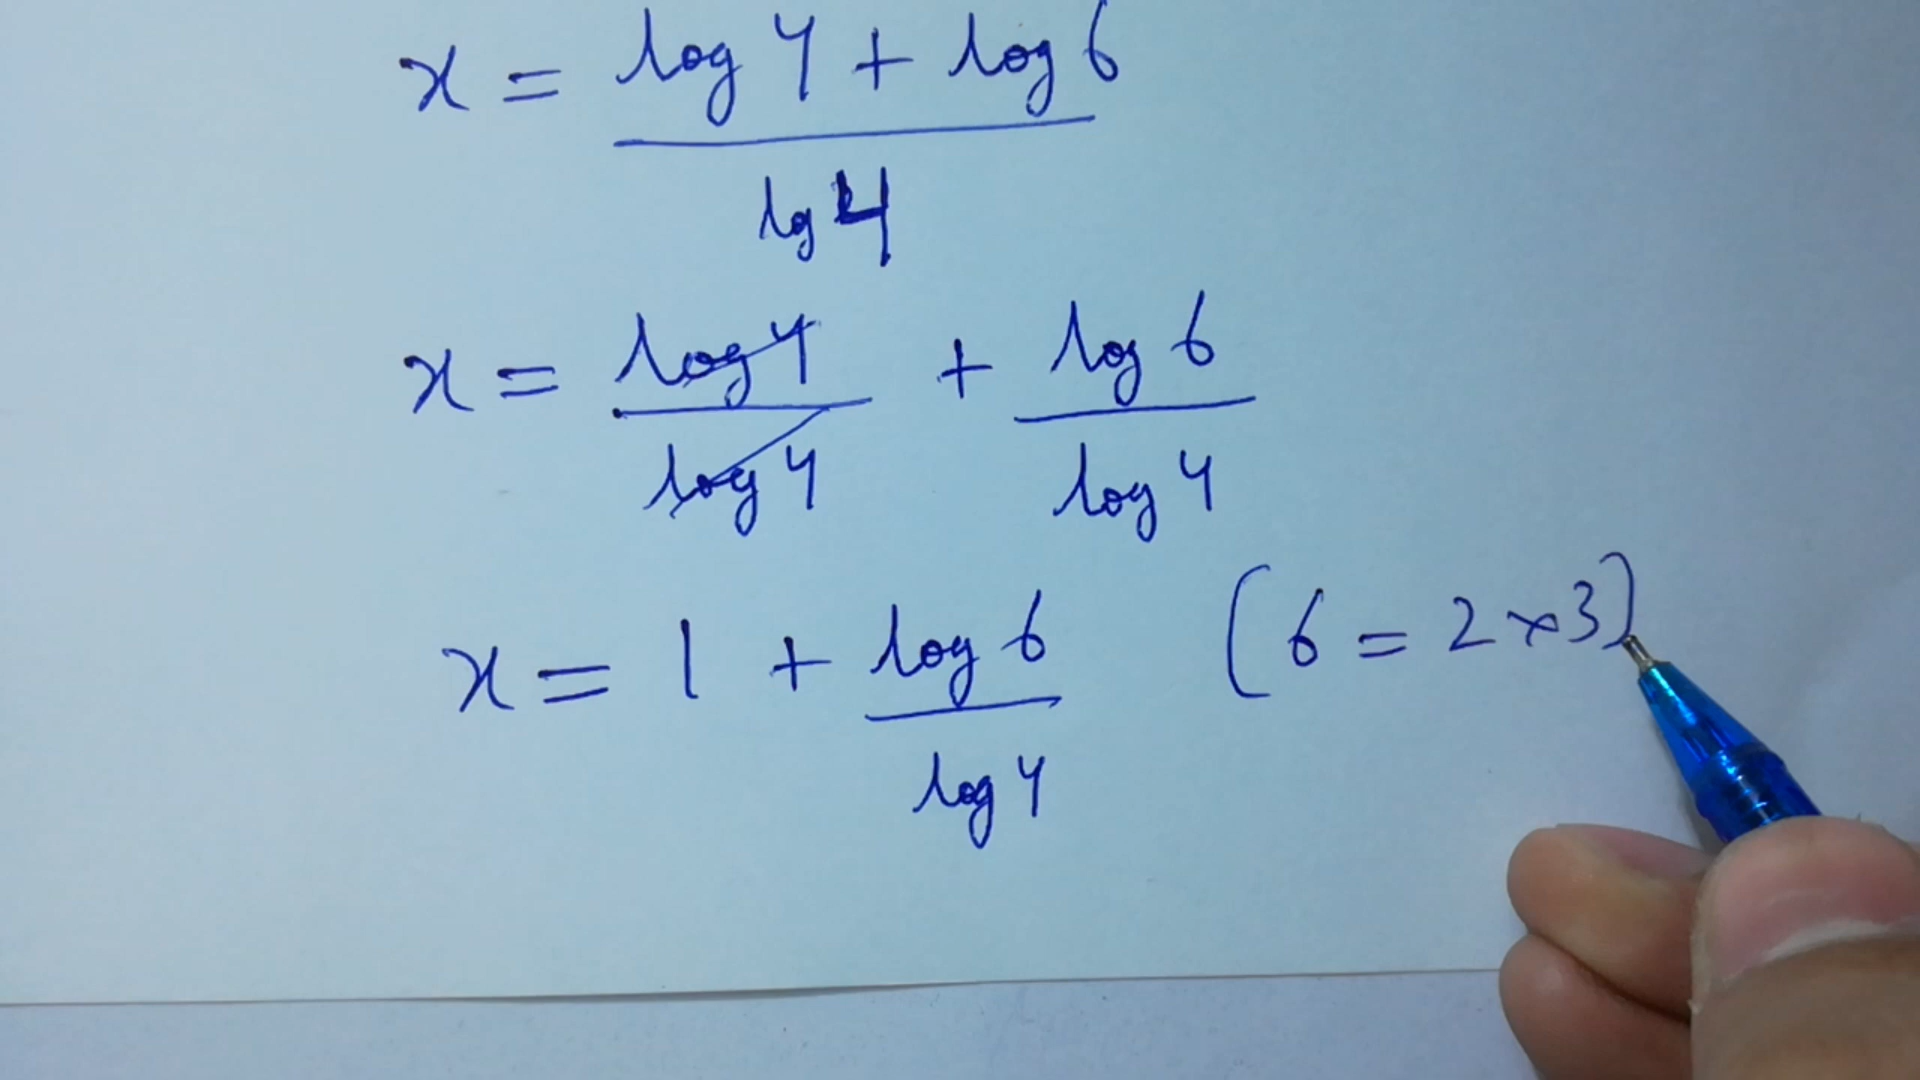 x = log 4 + log 6
lg 4
x = log 4 + log 6
log 4 log 4
x = 1 + log 6 (6 = 2 × 3)
log 4